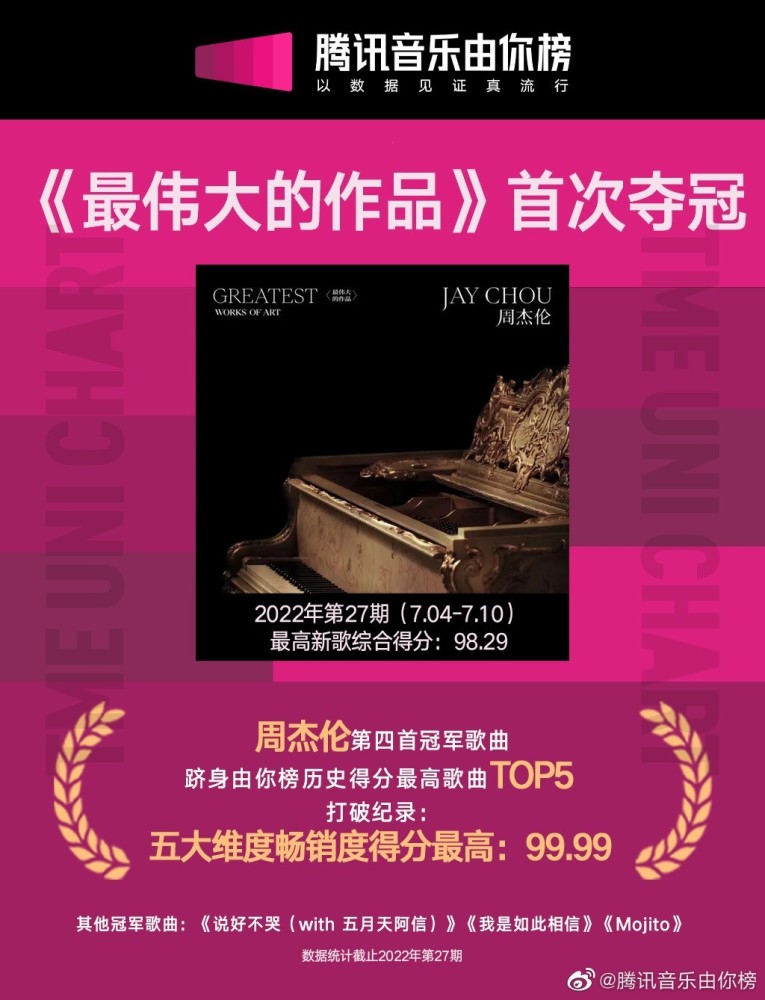 腾讯音乐由你榜
以数据见证真流行
《最伟大的作品》首次夺冠
TME UNI CHART
TME UNI CHART
GREATEST 《最伟大的作品》
WORKS OF ART
JAY CHOU
周杰伦
2022年第27期（7.04-7.10）
最高新歌综合得分：98.29
周杰伦第四首冠军歌曲
跻身由你榜历史得分最高歌曲TOP5
打破纪录：
五大维度畅销度得分最高：99.99
其他冠军歌曲：《说好不哭（with 五月天阿信）》《我是如此相信》《Mojito》
数据统计截止2022年第27期
@腾讯音乐由你榜